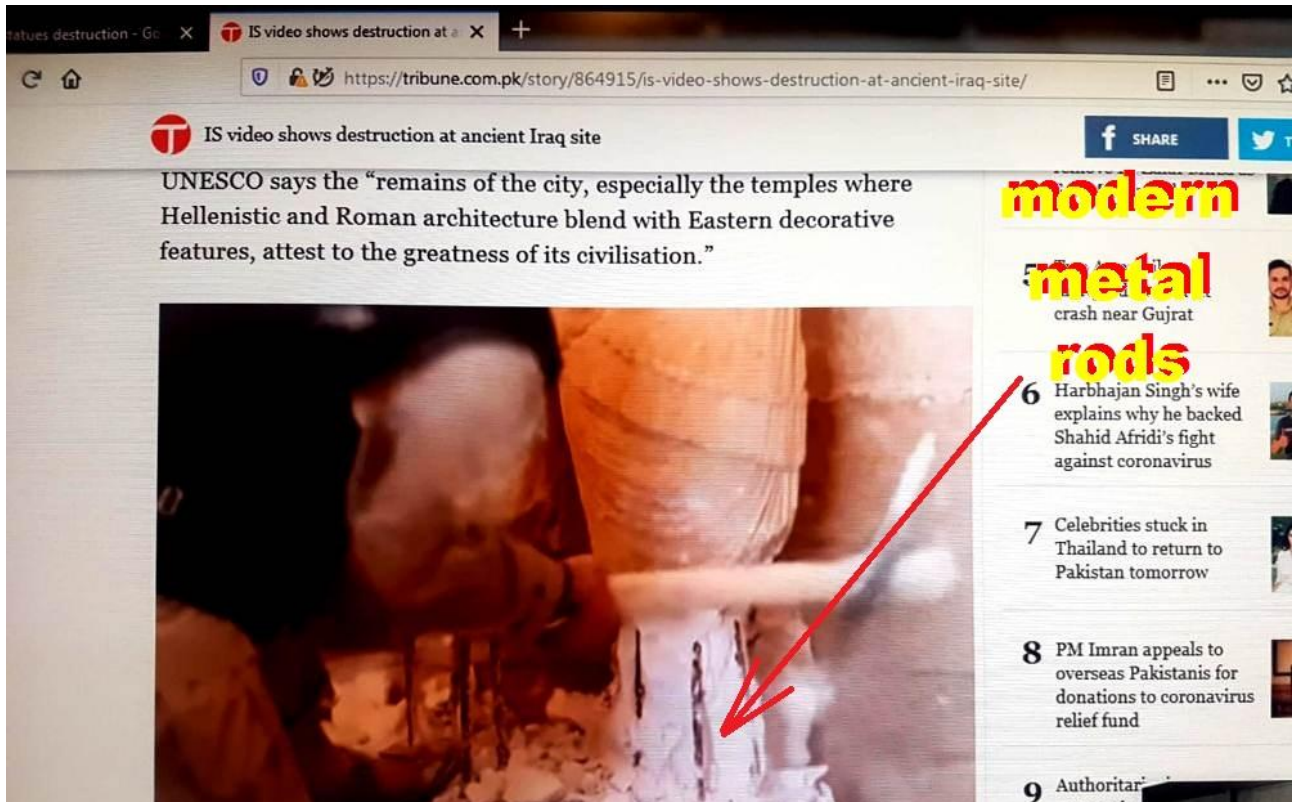 tatues destruction - Go
IS video shows destruction at a
https://tribune.com.pk/story/864915/is-video-shows-destruction-at-ancient-iraq-site/
IS video shows destruction at ancient Iraq site
SHARE
UNESCO says the “remains of the city, especially the temples where
Hellenistic and Roman architecture blend with Eastern decorative
features, attest to the greatness of its civilisation.”
modern
metal
rods
5
crash near Gujrat
6 Harbhajan Singh's wife
explains why he backed
Shahid Afridi's fight
against coronavirus
7 Celebrities stuck in
Thailand to return to
Pakistan tomorrow
8 PM Imran appeals to
overseas Pakistanis for
donations to coronavirus
relief fund
9